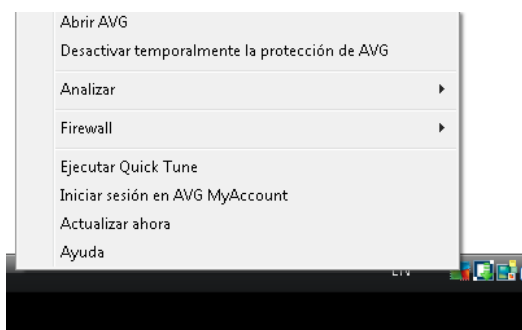 Abrir AVG
Desactivar temporalmente la protección de AVG
Analizar
Firewall
Ejecutar Quick Tune
Iniciar sesión en AVG MyAccount
Actualizar ahora
Ayuda
EN